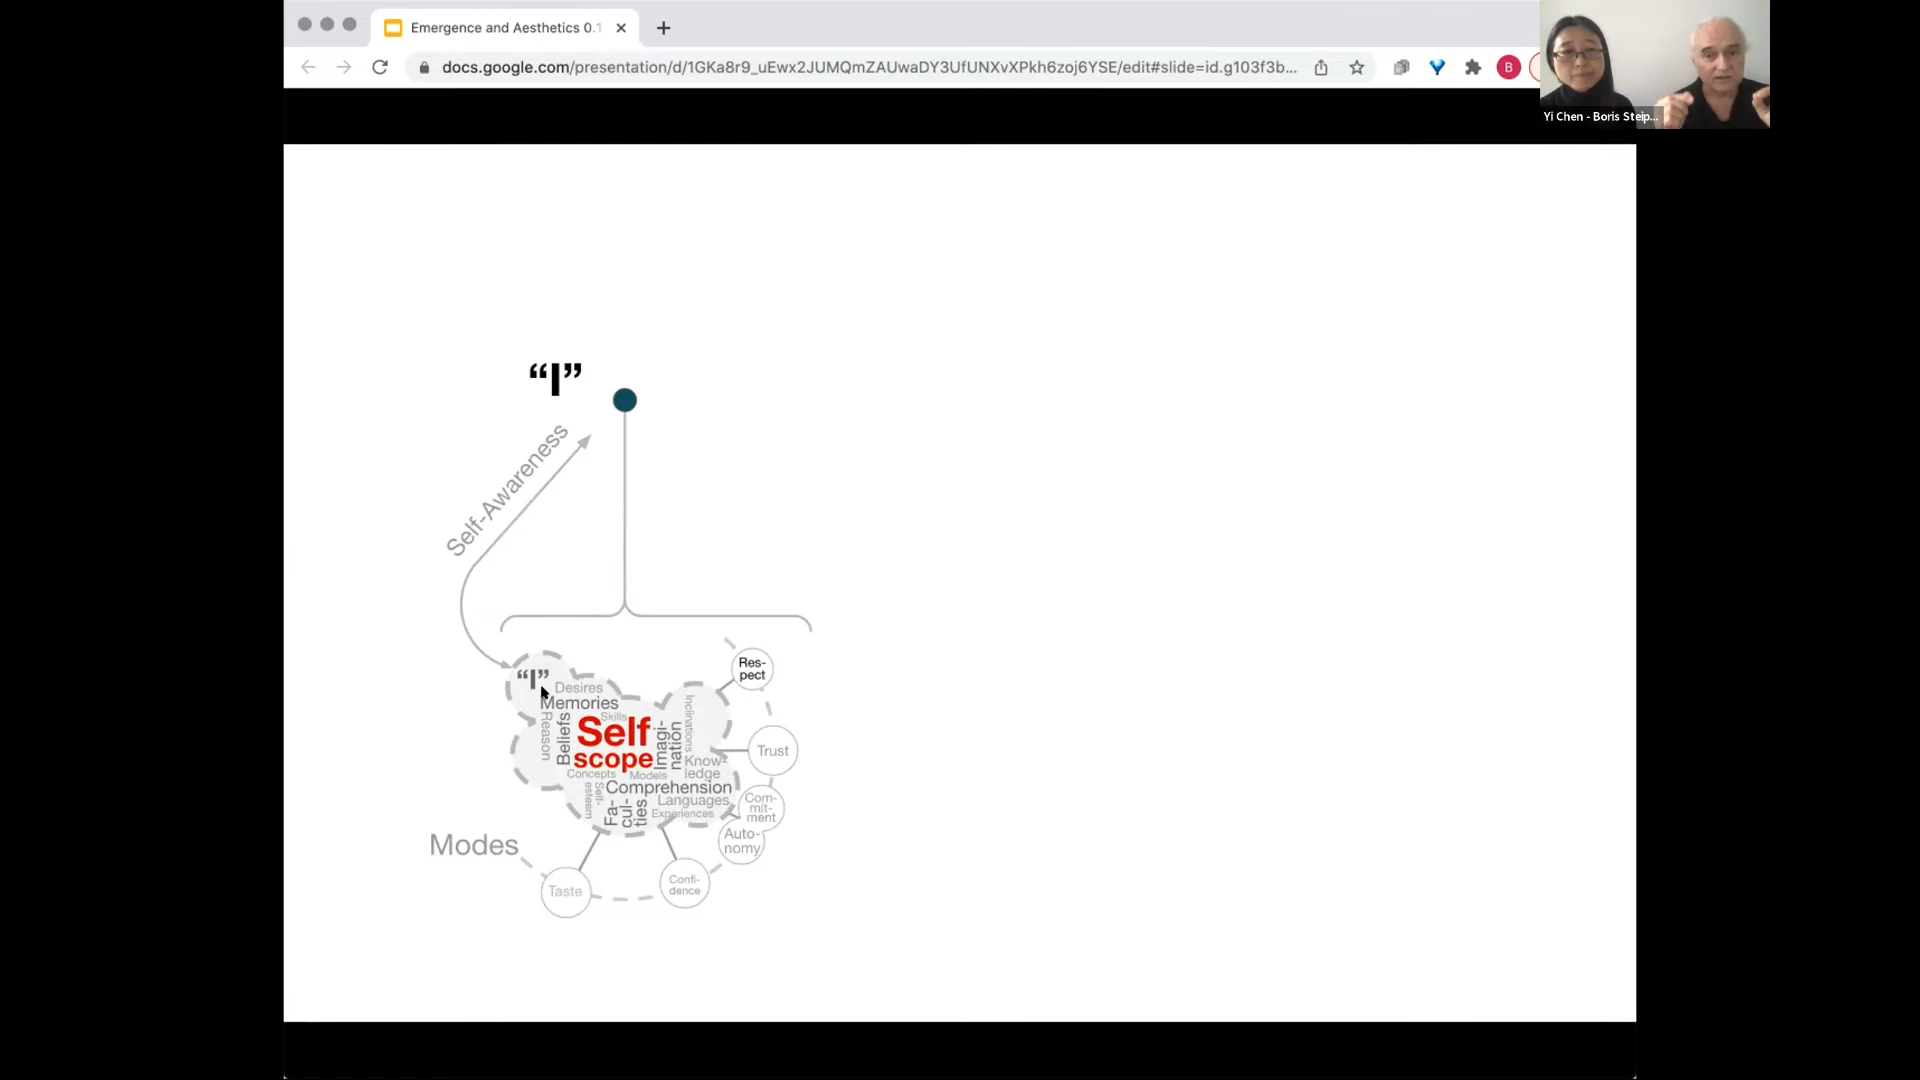 Emergence and Aesthetics 0.1
docs.google.com/presentation/d/1GKa8r9_uEwx2JUMQmZAUwaDY3UfUNXvXPkh6zoj6YSE/edit#slide=id.g103f3b...
B
Yi Chen - Boris Steip...
“I”
Self-Awareness
“I”
Desires
Memories
Skills
Reason
Beliefs
Self
scope
Imagi-
nation
Inclinations
Know-
ledge
Concepts
Models
Comprehension
Self-
esteem
Fa-
cul-
ties
Languages
Experiences
Res-
pect
Trust
Com-
mit-
ment
Auto-
nomy
Confi-
dence
Taste
Modes